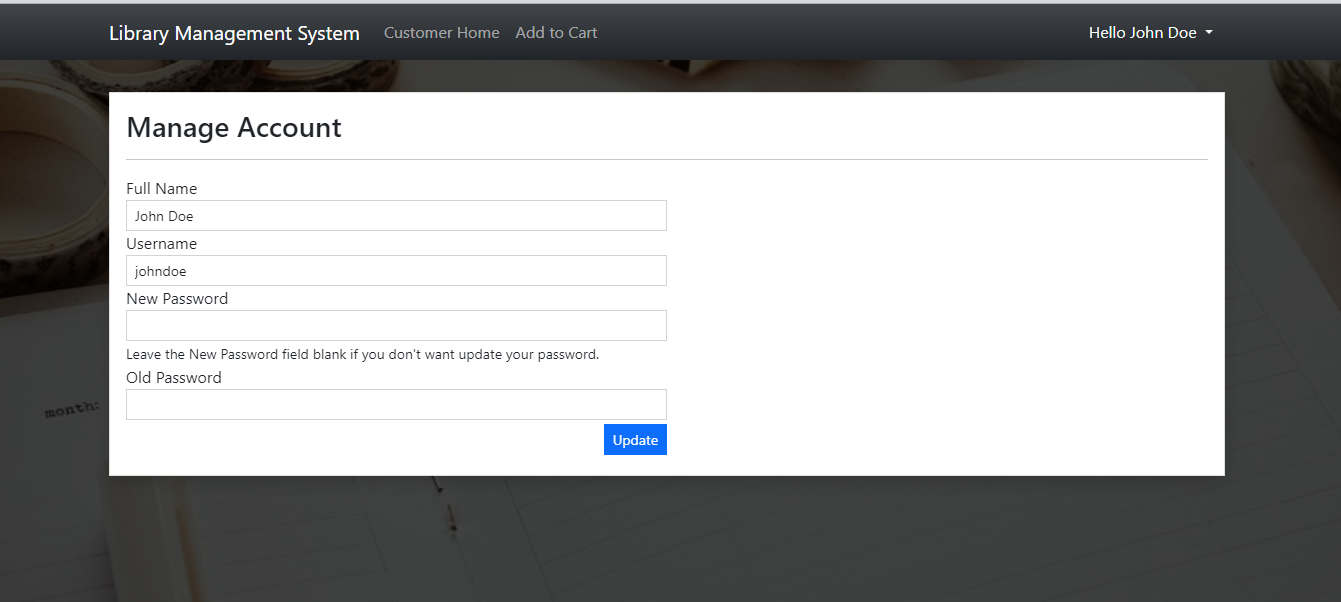 Library Management System Customer Home Add to Cart Hello John Doe
Manage Account
Full Name
John Doe
Username
johndoe
New Password
Leave the New Password field blank if you don't want update your password.
Old Password
month:
Update